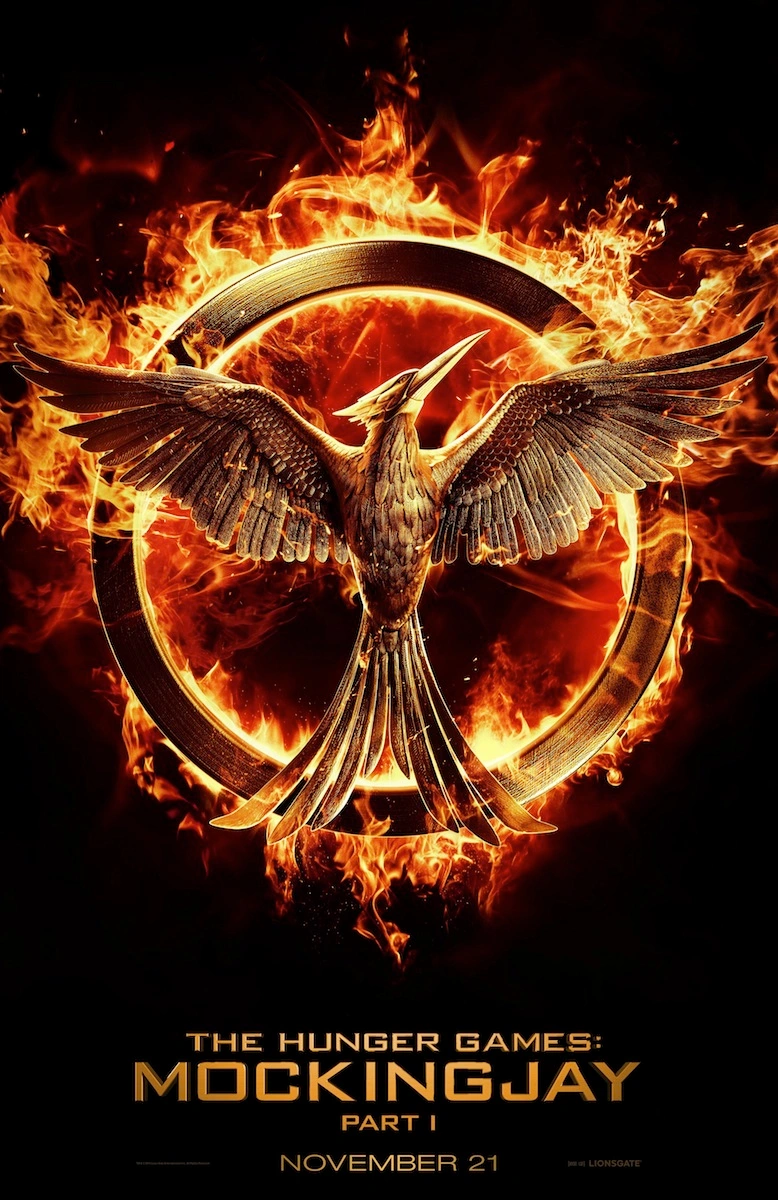 THE HUNGER GAMES:
MOCKINGJAY
PART I
NOVEMBER 21
LIONSGATE